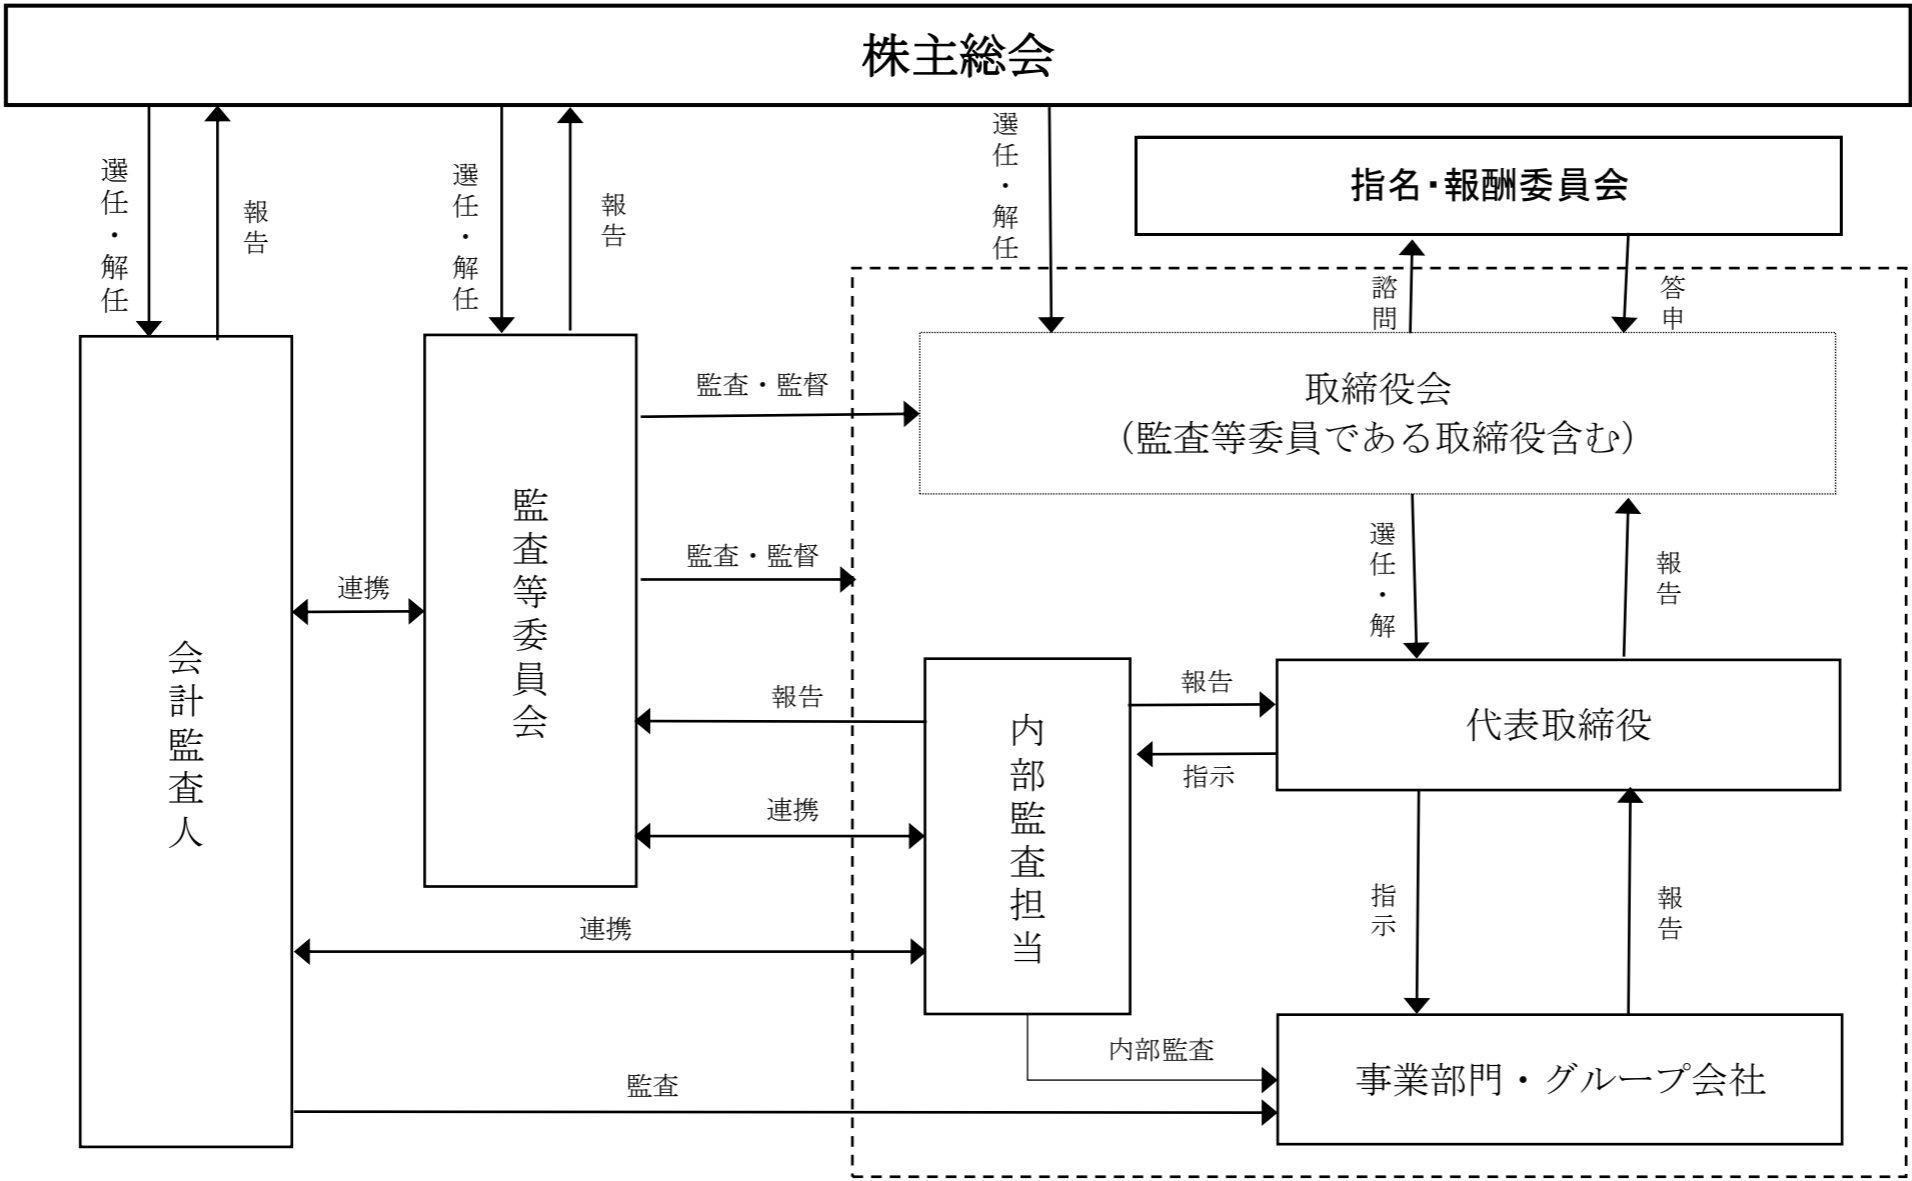 株主総会
選任・解任
報告
選任・解任
報告
選任・解任
指名・報酬委員会
諮問
答申
取締役会
（監査等委員である取締役含む）
監査・監督
監査・監督
選任・解
報告
連携
監査等委員会
会計監査人
報告
連携
内部監査担当
報告
指示
代表取締役
指示
報告
連携
内部監査
監査
事業部門・グループ会社